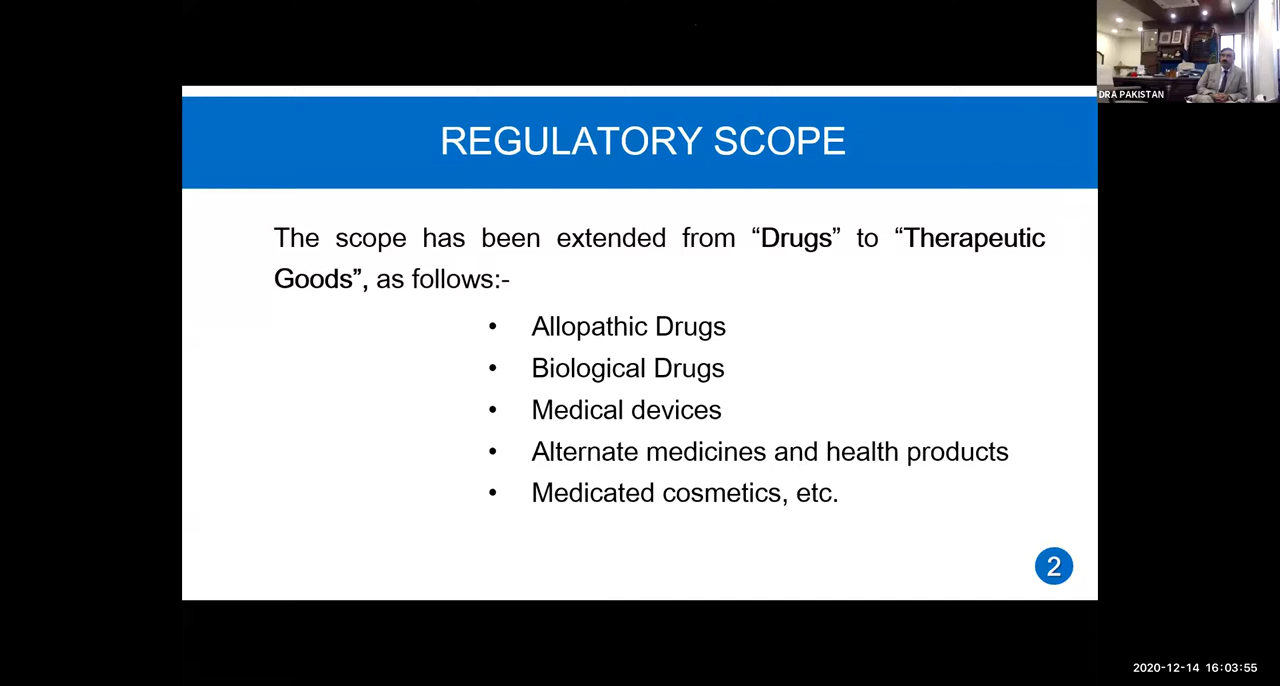 DRA PAKISTAN
REGULATORY SCOPE
The scope has been extended from “Drugs” to “Therapeutic
Goods”, as follows:-
• Allopathic Drugs
• Biological Drugs
• Medical devices
• Alternate medicines and health products
• Medicated cosmetics, etc.
2
2020-12-14 16:03:55